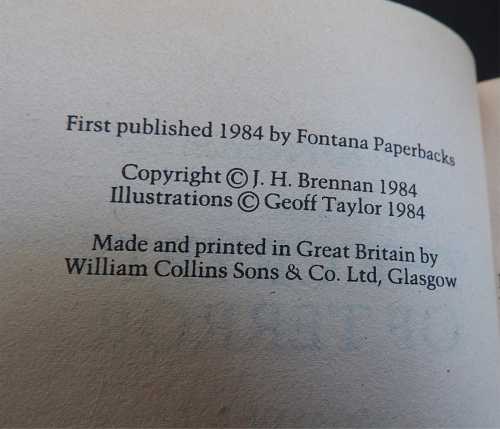 First published 1984 by Fontana Paperbacks
Copyright © J. H. Brennan 1984
Illustrations © Geoff Taylor 1984
Made and printed in Great Britain by
William Collins Sons & Co. Ltd, Glasgow